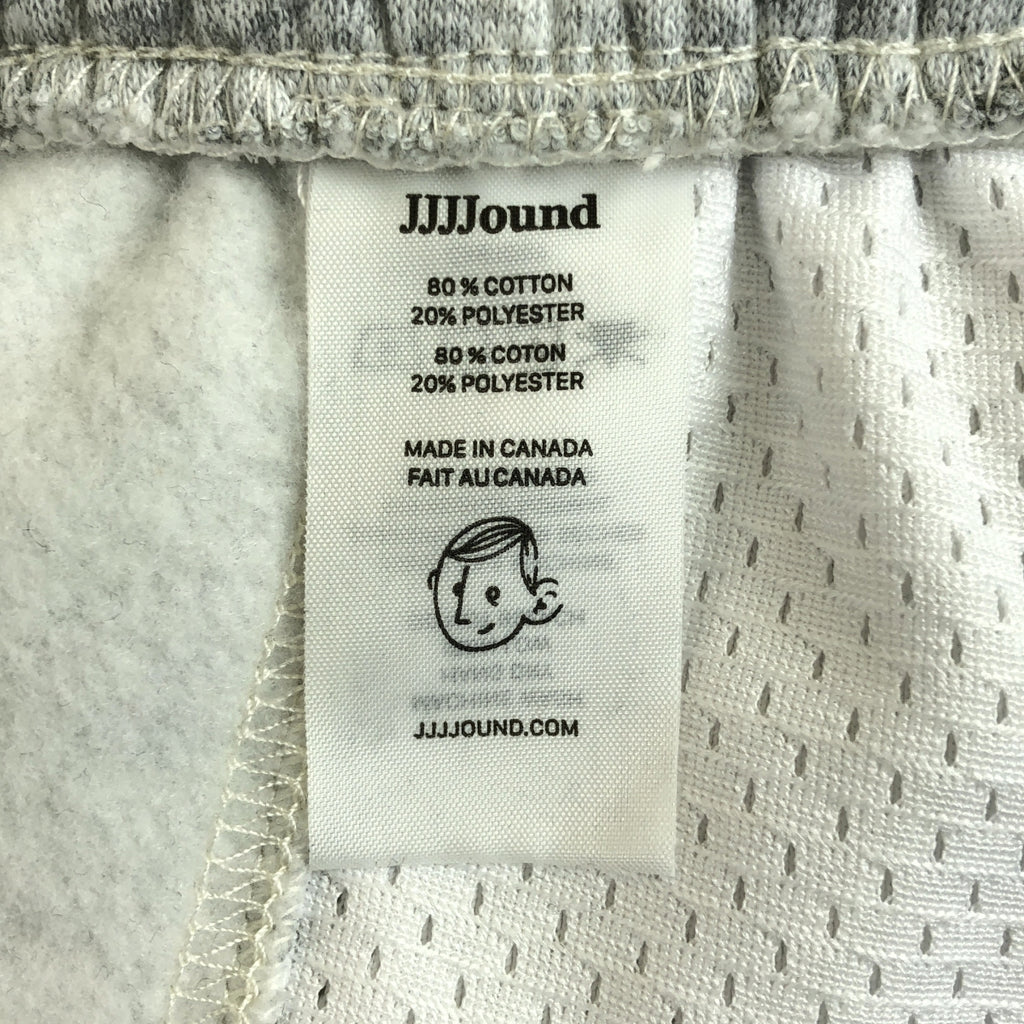 JJJJound
80 % COTTON
20% POLYESTER
80 % COTON
20% POLYESTER
MADE IN CANADA
FAIT AU CANADA
JJJJOUND.COM